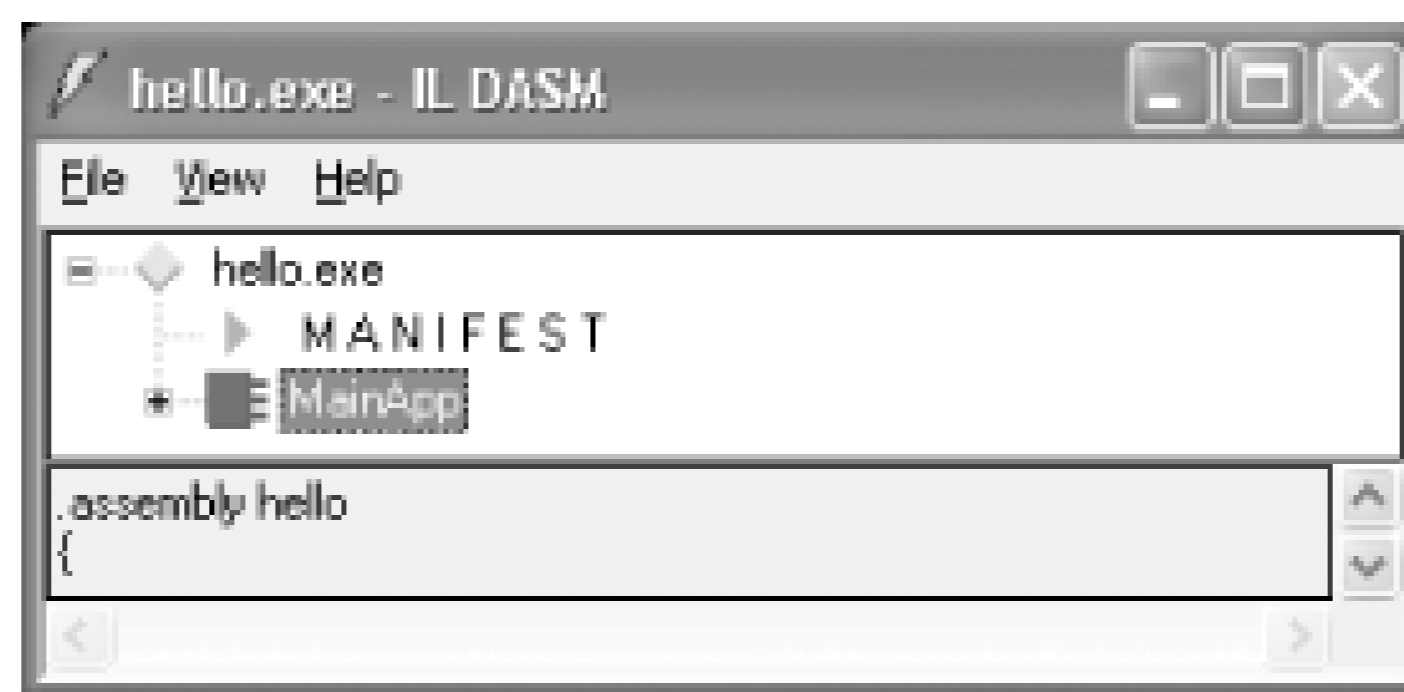 hello.exe - IL DASM
File View Help
hello.exe
MANIFEST
MainApp
.assembly hello
{